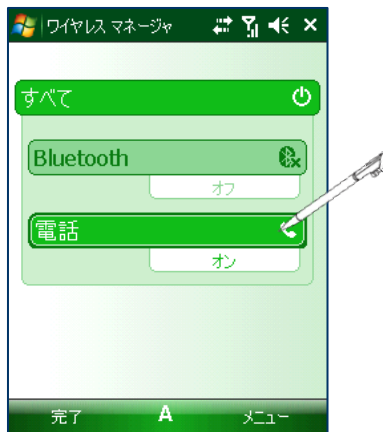 ワイヤレス マネージャ
すべて
Bluetooth
オフ
電話
オン
完了 A メニュー